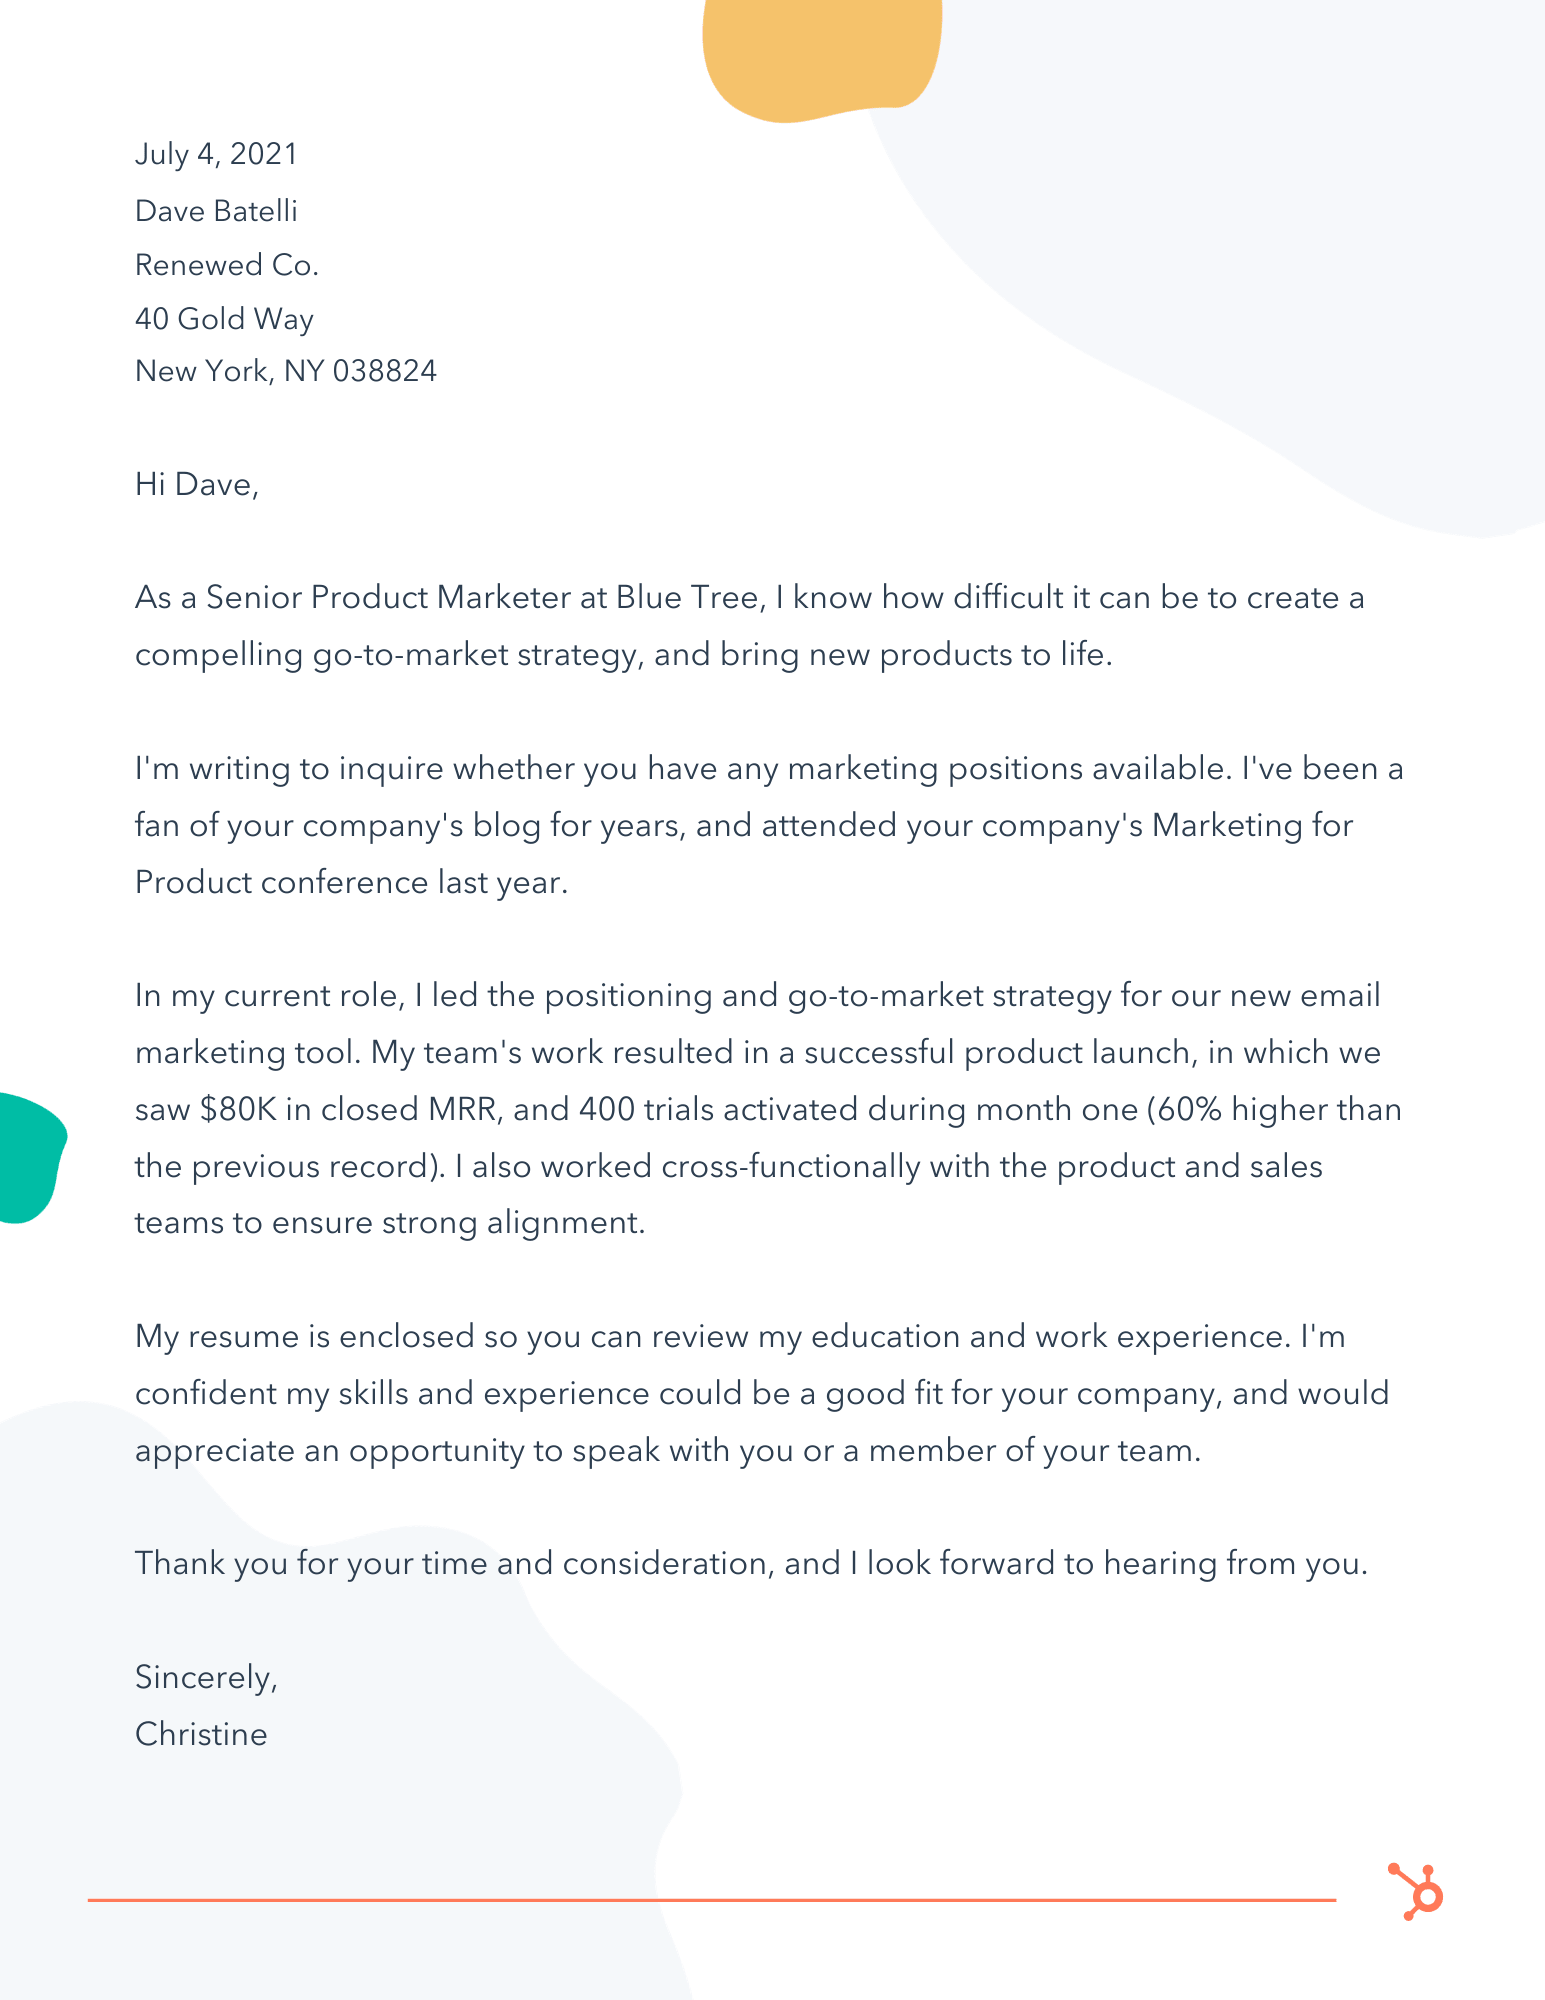 July 4, 2021
Dave Batelli
Renewed Co.
40 Gold Way
New York, NY 038824
Hi Dave,
As a Senior Product Marketer at Blue Tree, I know how difficult it can be to create a
compelling go-to-market strategy, and bring new products to life.
I'm writing to inquire whether you have any marketing positions available. I've been a
fan of your company's blog for years, and attended your company's Marketing for
Product conference last year.
In my current role, I led the positioning and go-to-market strategy for our new email
marketing tool. My team's work resulted in a successful product launch, in which we
saw $80K in closed MRR, and 400 trials activated during month one (60% higher than
the previous record). I also worked cross-functionally with the product and sales
teams to ensure strong alignment.
My resume is enclosed so you can review my education and work experience. I'm
confident my skills and experience could be a good fit for your company, and would
appreciate an opportunity to speak with you or a member of your team.
Thank you for your time and consideration, and I look forward to hearing from you.
Sincerely,
Christine